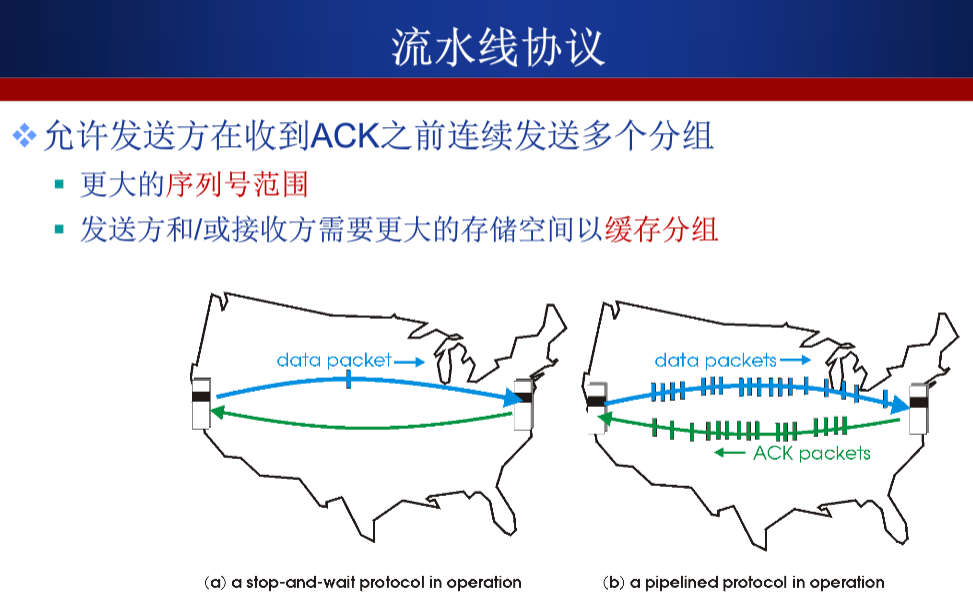 流水线协议
允许发送方在收到ACK之前连续发送多个分组
更大的序列号范围
发送方和/或接收方需要更大的存储空间以缓存分组
data packet
data packets
ACK packets
(a) a stop-and-wait protocol in operation
(b) a pipelined protocol in operation